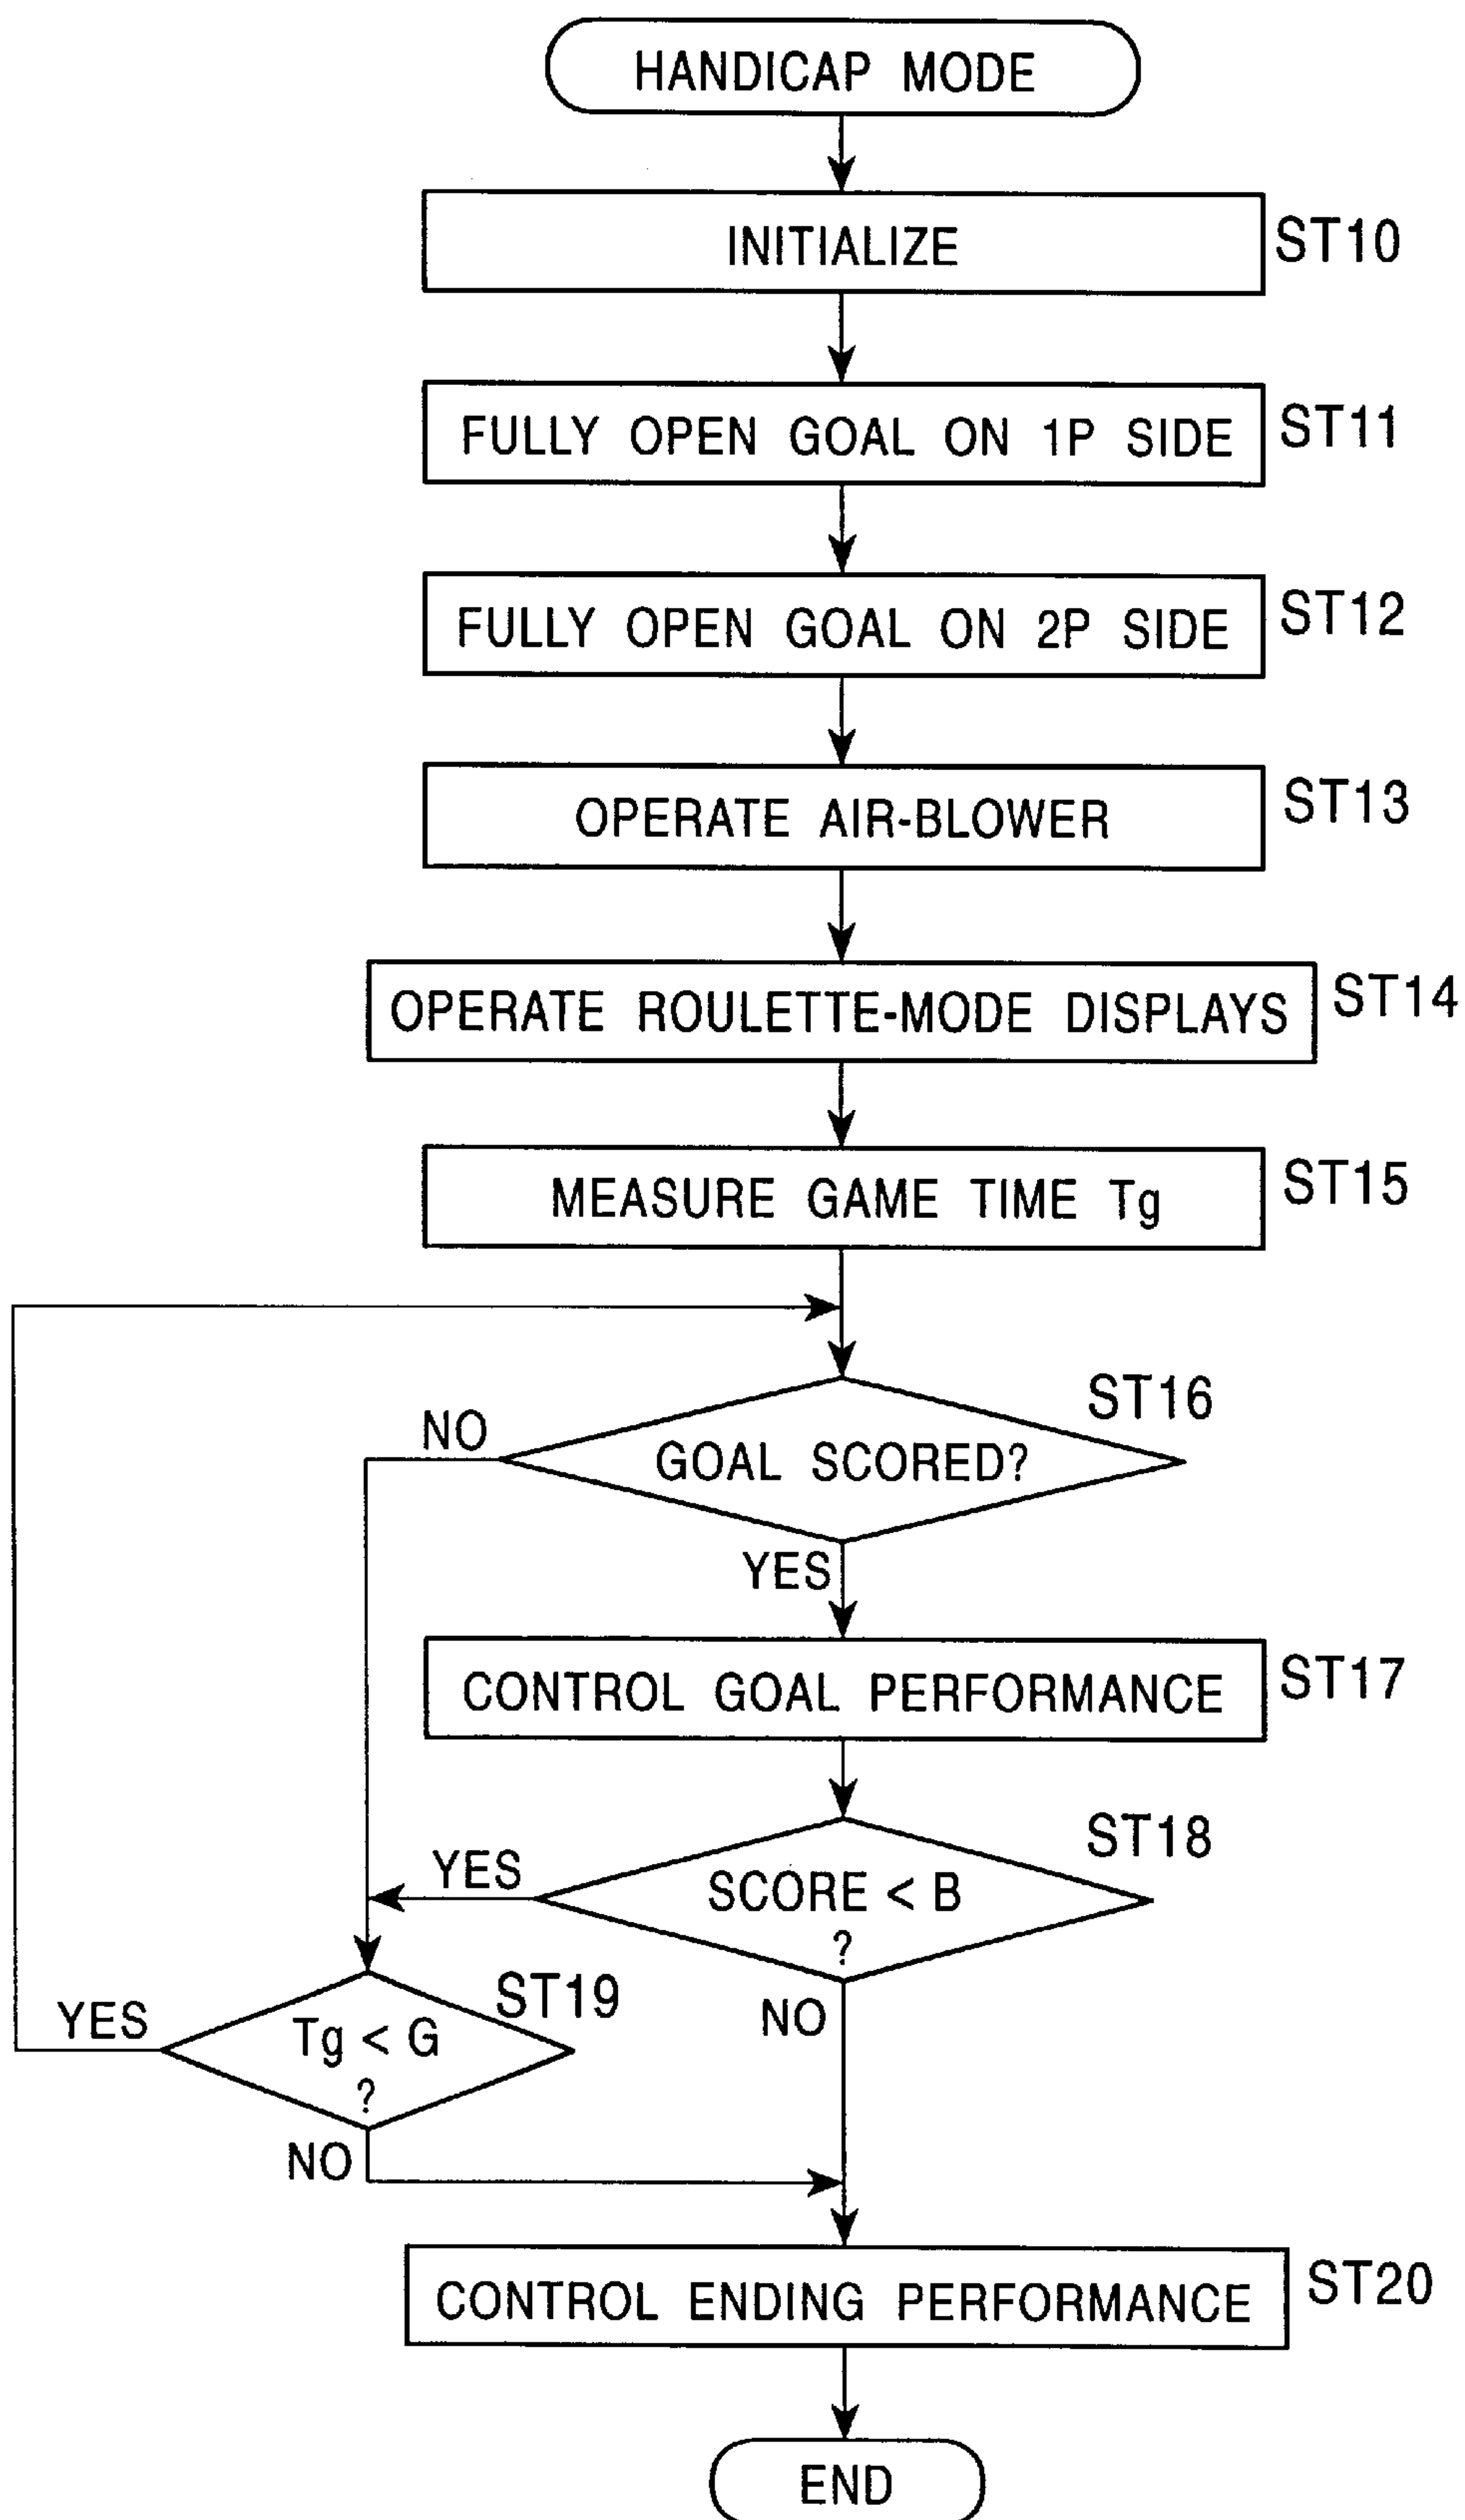 HANDICAP MODE
INITIALIZE
ST10
FULLY OPEN GOAL ON 1P SIDE
ST11
FULLY OPEN GOAL ON 2P SIDE
ST12
OPERATE AIR-BLOWER
ST13
OPERATE ROULETTE-MODE DISPLAYS
ST14
MEASURE GAME TIME Tg
ST15
ST16
NO
GOAL SCORED?
YES
CONTROL GOAL PERFORMANCE
ST17
ST18
YES
SCORE < B
?
NO
ST19
YES
Tg < G
?
NO
CONTROL ENDING PERFORMANCE
ST20
END